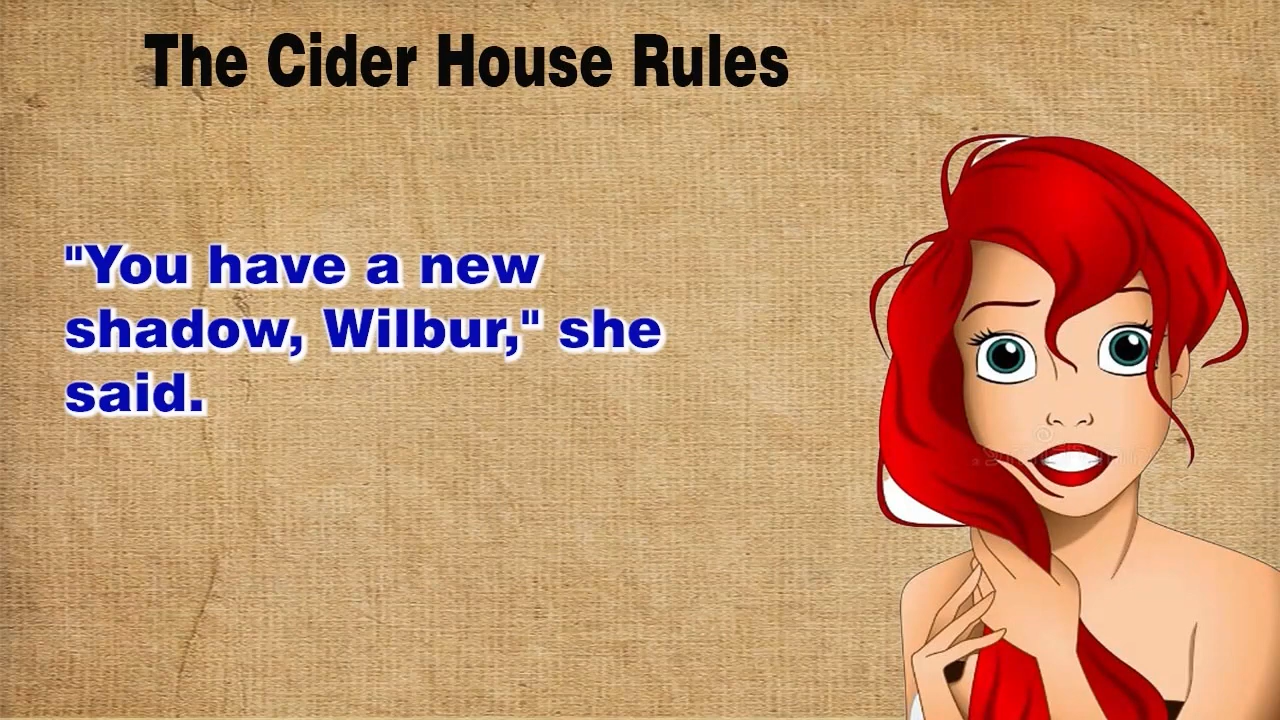 The Cider House Rules
"You have a new
shadow, Wilbur," she
said.